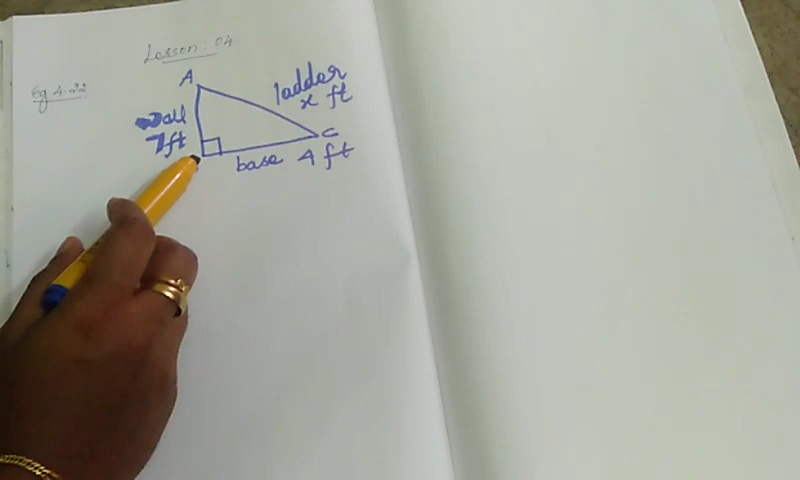 Lesson: 04
Eg 4.22
A
ladder
x ft
wall
7ft
C
base 4 ft